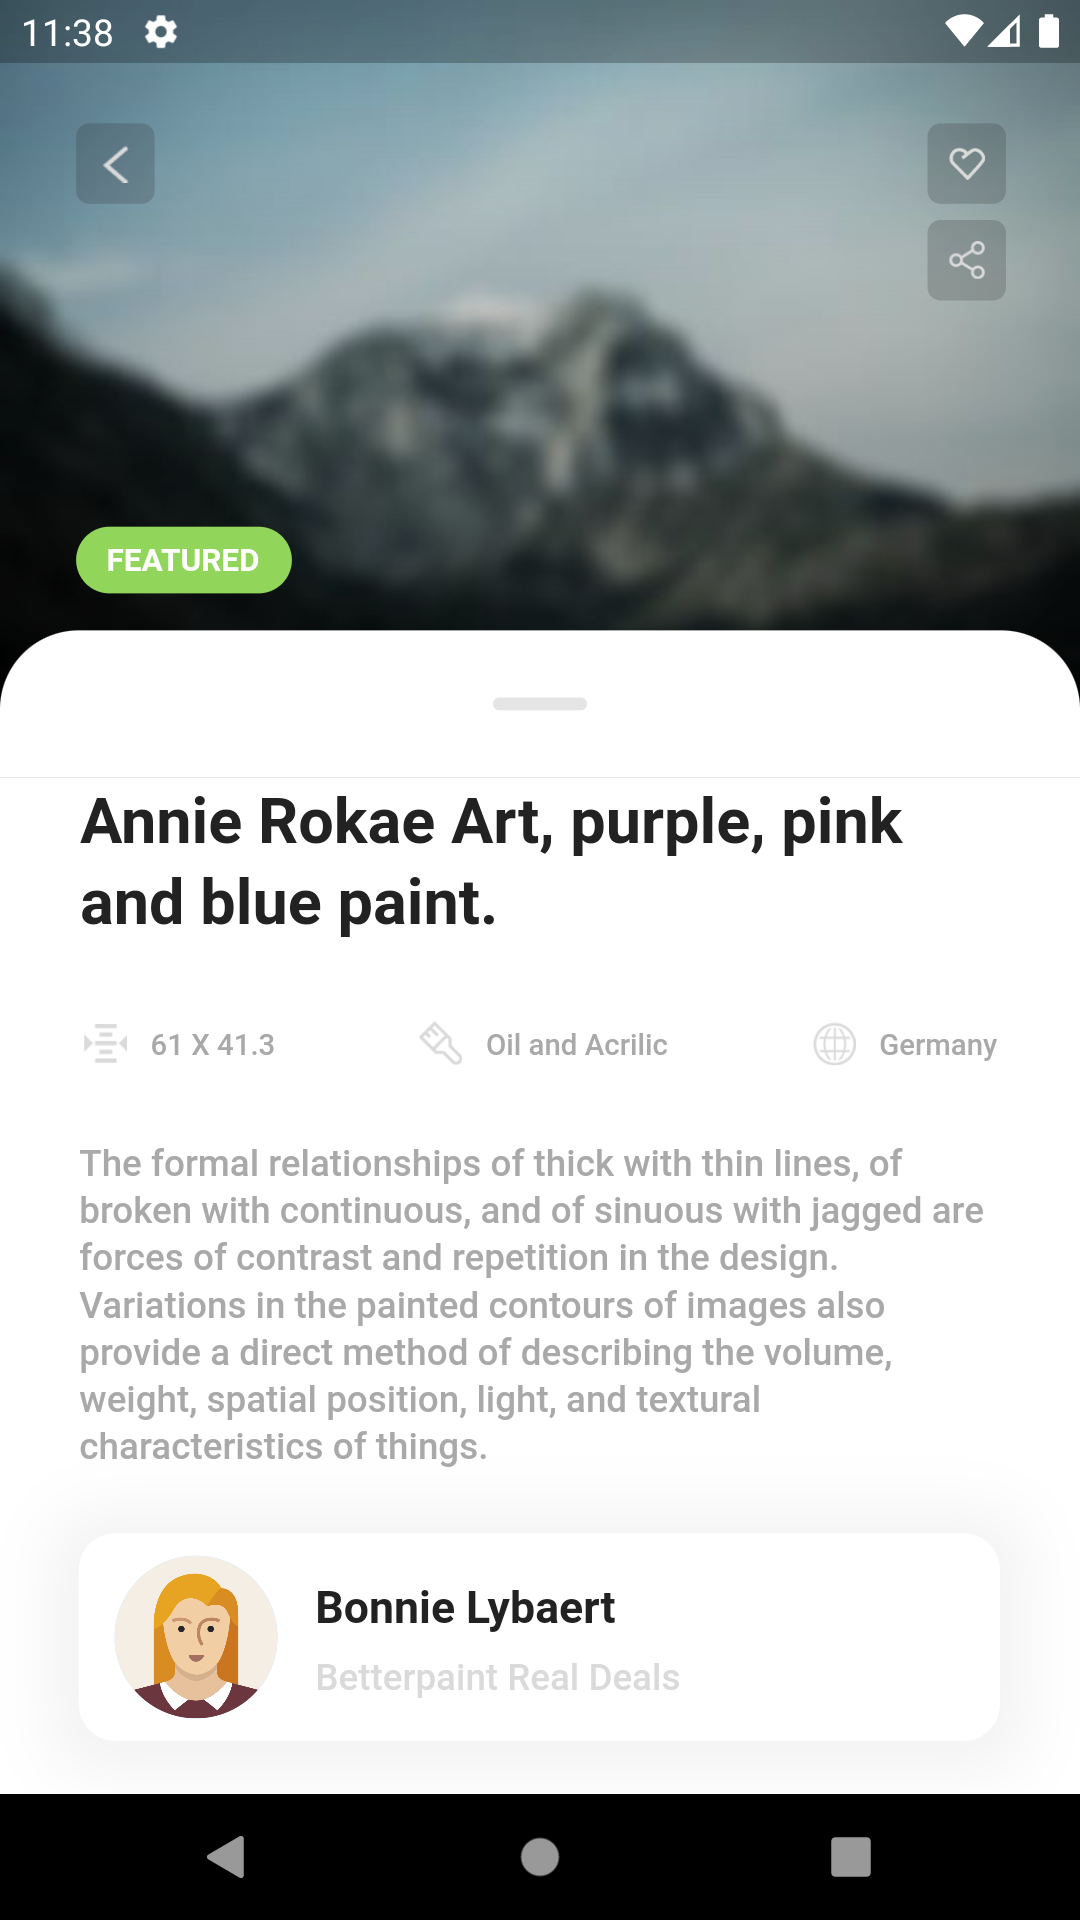 11:38
FEATURED
Annie Rokae Art, purple, pink
and blue paint.
61 X 41.3
Oil and Acrilic
Germany
The formal relationships of thick with thin lines, of
broken with continuous, and of sinuous with jagged are
forces of contrast and repetition in the design.
Variations in the painted contours of images also
provide a direct method of describing the volume,
weight, spatial position, light, and textural
characteristics of things.
Bonnie Lybaert
Betterpaint Real Deals